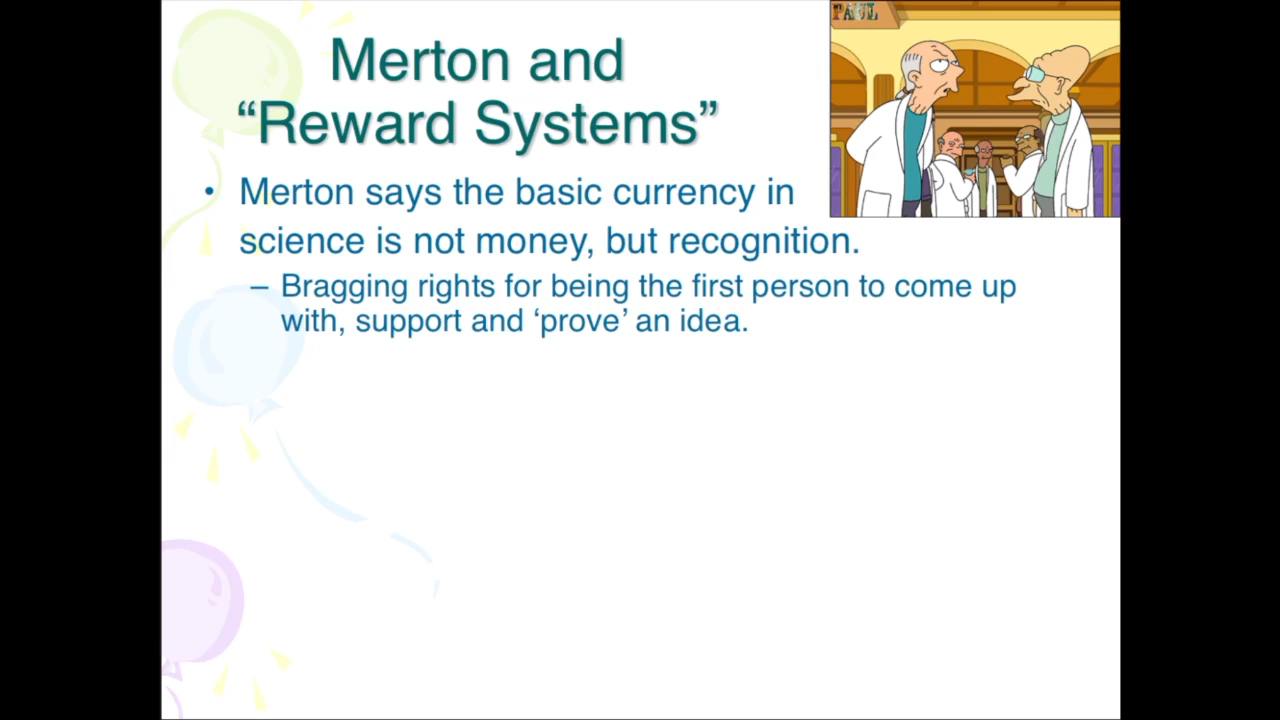 PAUL
Merton and
“Reward Systems”
• Merton says the basic currency in
science is not money, but recognition.
– Bragging rights for being the first person to come up
with, support and ‘prove’ an idea.